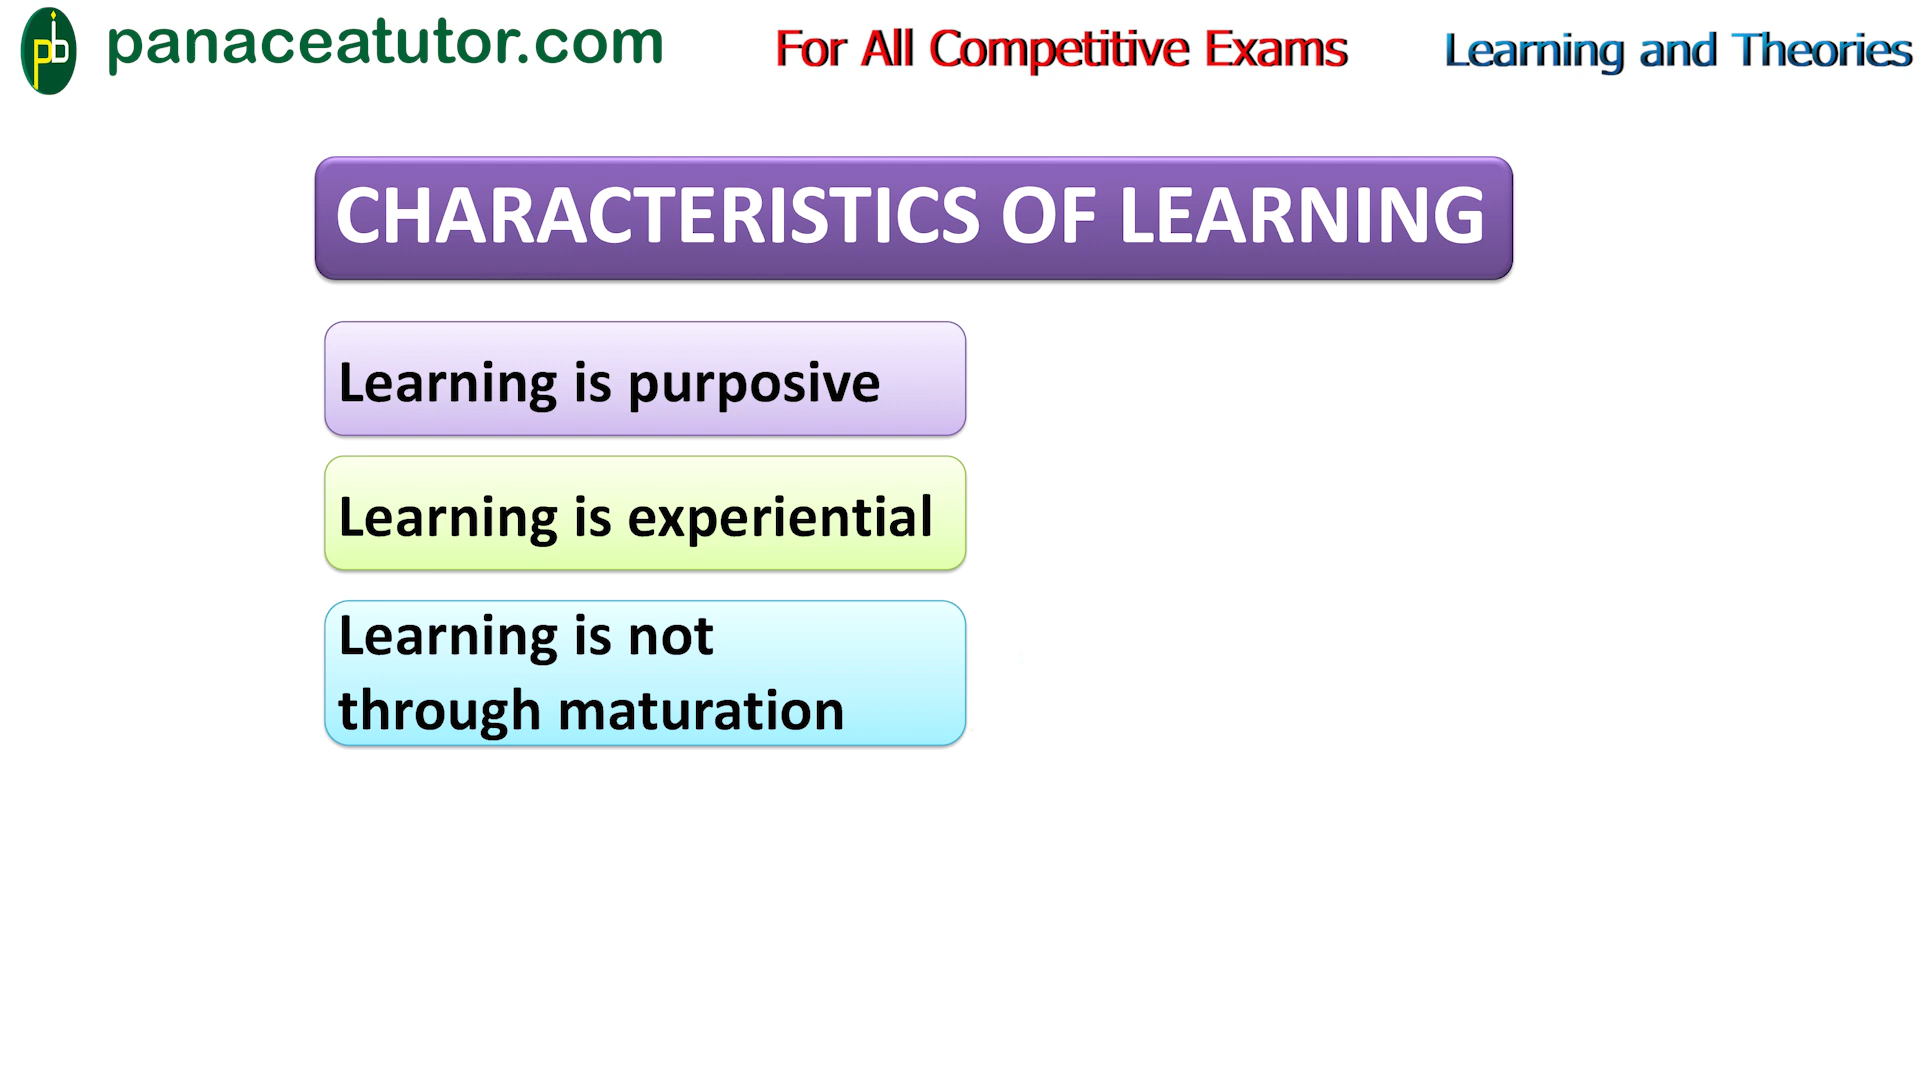 pb panaceatutor.com For All Competitive Exams Learning and Theories
CHARACTERISTICS OF LEARNING
Learning is purposive
Learning is experiential
Learning is not
through maturation